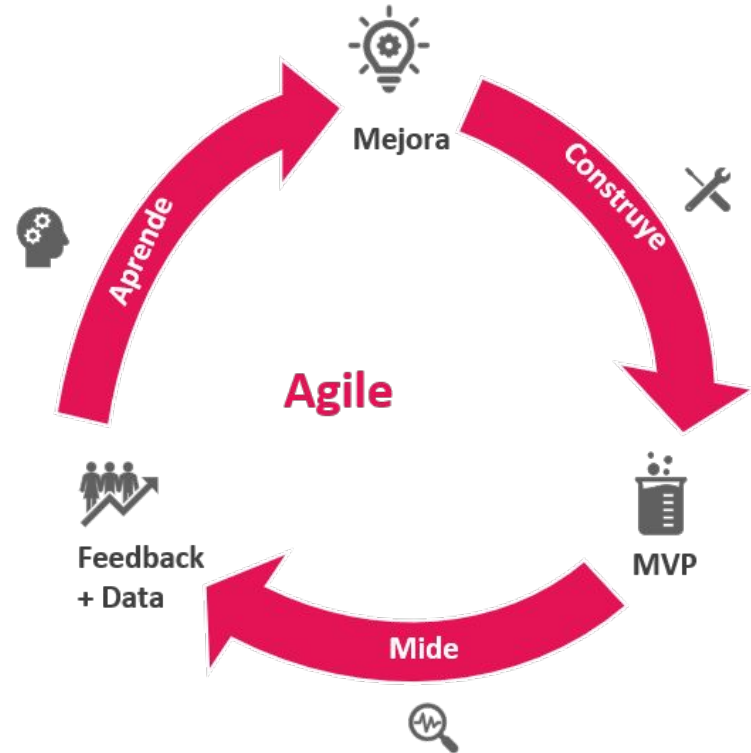 Mejora
Construye
Aprende
Agile
MVP
Feedback
+ Data
Mide